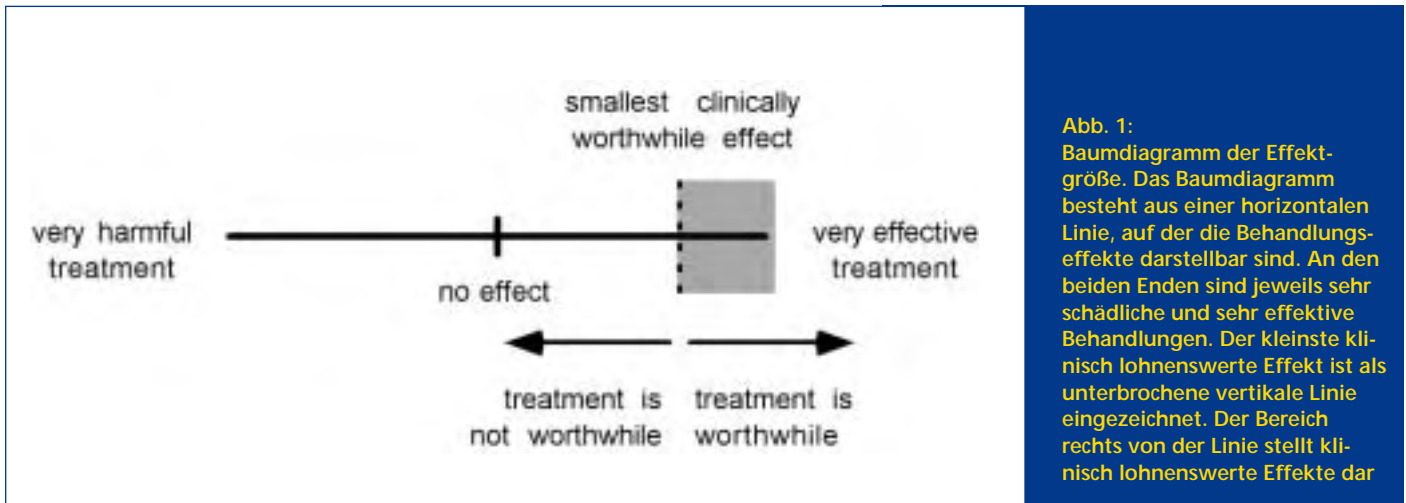 smallest clinically
worthwhile effect
very harmful
treatment
no effect
very effective
treatment
treatment is
not worthwhile
treatment is
worthwhile
Abb. 1:
Baumdiagramm der Effekt-
größe. Das Baumdiagramm
besteht aus einer horizontalen
Linie, auf der die Behandlungs-
effekte darstellbar sind. An den
beiden Enden sind jeweils sehr
schädliche und sehr effektive
Behandlungen. Der kleinste kli-
nisch lohnenswerte Effekt ist als
unterbrochene vertikale Linie
eingezeichnet. Der Bereich
rechts von der Linie stellt kli-
nisch lohnenswerte Effekte dar